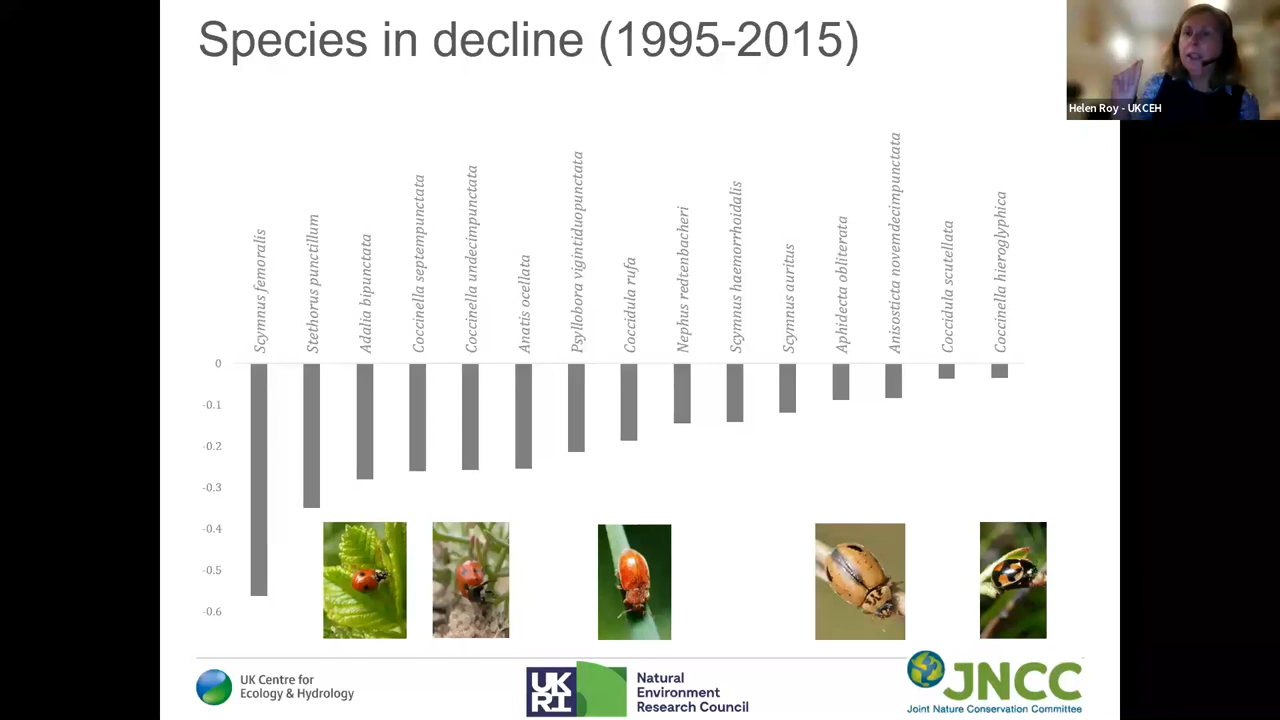 Species in decline (1995-2015)
Helen Roy - UKCEH
Scymnus femoralis
Stethorus punctillum
Adalia bipunctata
Coccinella septempunctata
Coccinella undecimpunctata
Anatis ocellata
Psyllobora vigintiduopunctata
Coccidula rufa
Nephus redtenbacheri
Scymnus haemorrhoidalis
Scymnus auritus
Aphidecta obliterata
Anisosticta novemdecimpunctata
Coccidula scutellata
Coccinella hieroglyphica
0
-0.1
-0.2
-0.3
-0.4
-0.5
-0.6
UK Centre for
Ecology & Hydrology
UK
RI
Natural
Environment
Research Council
JNCC
Joint Nature Conservation Committee